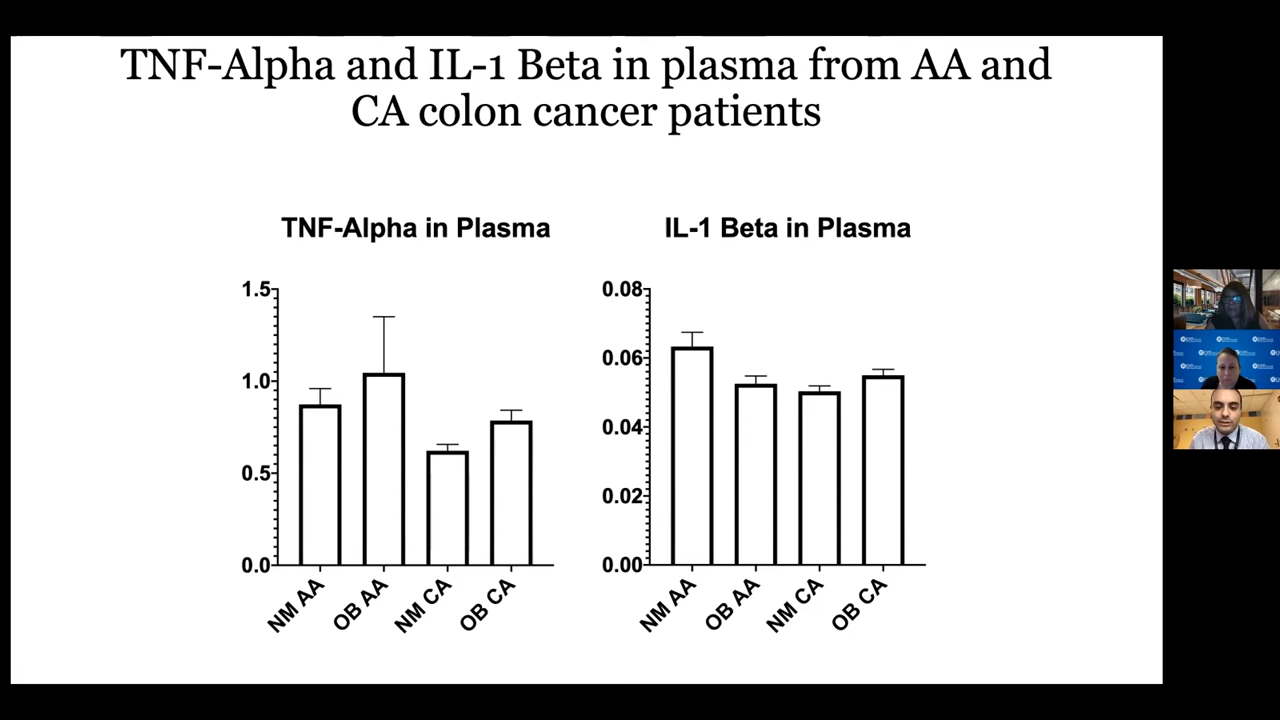 TNF-Alpha and IL-1 Beta in plasma from AA and
CA colon cancer patients
TNF-Alpha in Plasma
1.5
1.0
0.5
0.0
NM AA
OB AA
NM CA
OB CA
IL-1 Beta in Plasma
0.08
0.06
0.04
0.02
0.00
NM AA
OB AA
NM CA
OB CA